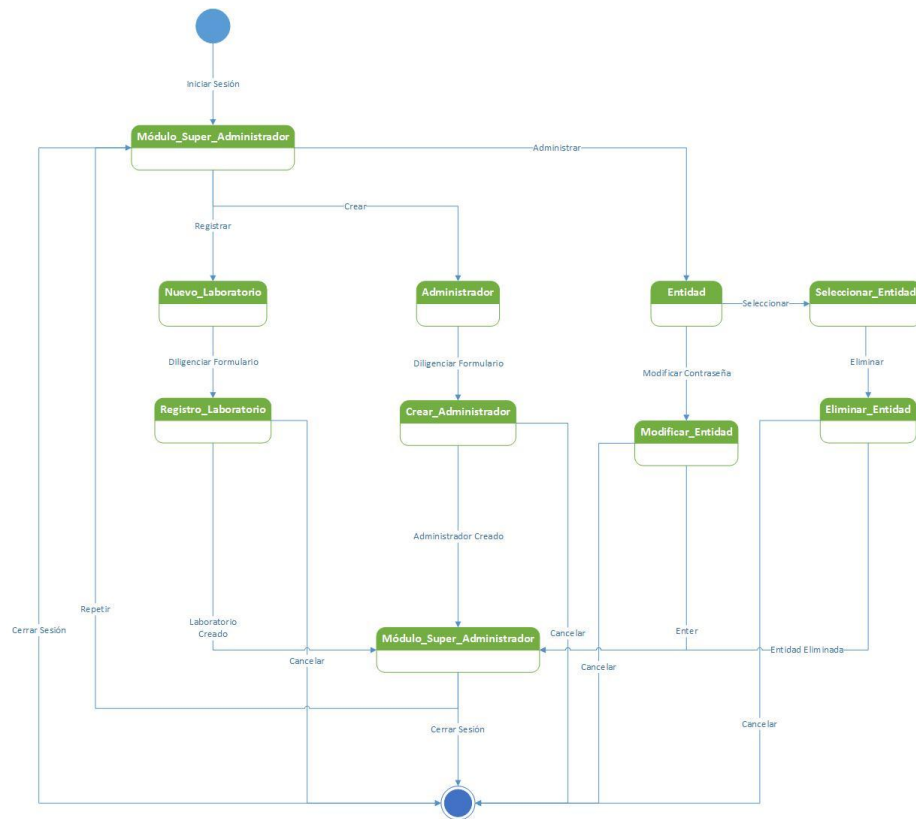 Iniciar Sesión
Módulo_Super_Administrador
Administrar
Crear
Registrar
Nuevo_Laboratorio
Administrador
Entidad
Seleccionar
Seleccionar_Entidad
Diligenciar Formulario
Diligenciar Formulario
Modificar Contraseña
Eliminar
Registro_Laboratorio
Crear_Administrador
Modificar_Entidad
Eliminar_Entidad
Administrador Creado
Repetir
Laboratorio
Creado
Cerrar Sesión
Módulo_Super_Administrador
Cancelar
Enter
Entidad Eliminada
Cancelar
Cancelar
Cerrar Sesión
Cancelar